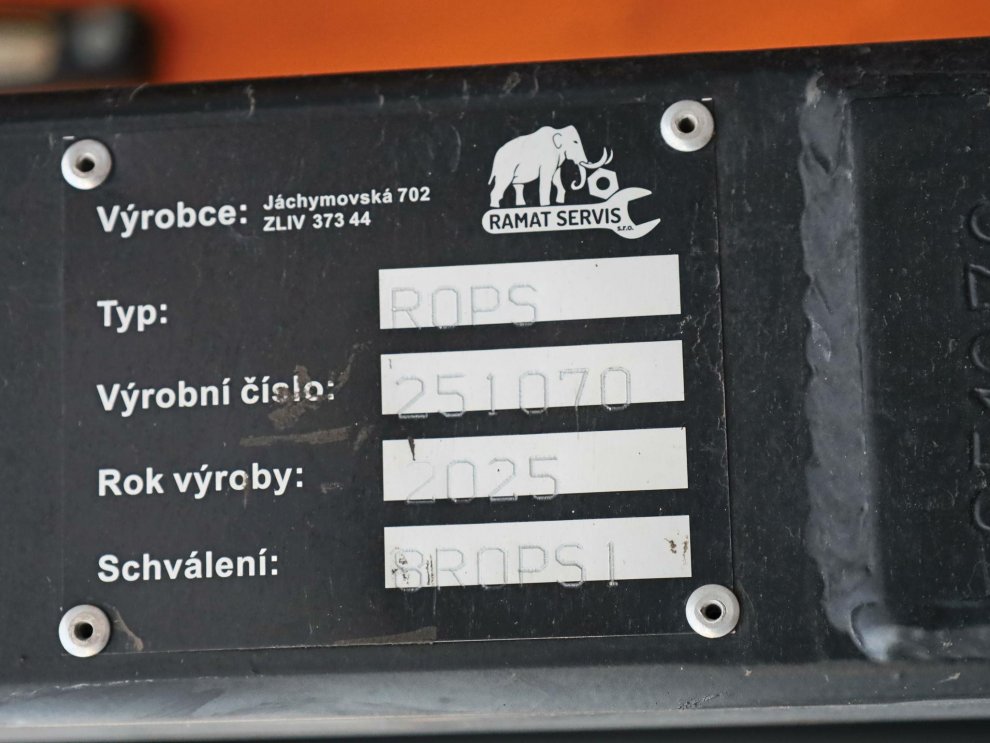 Výrobce: Jáchymovská 702
ZLIV 373 44
RAMAT SERVIS
s.r.o.
Typ: ROPS
Výrobní číslo: 251070
Rok výroby: 2025
Schválení: 8ROPS1